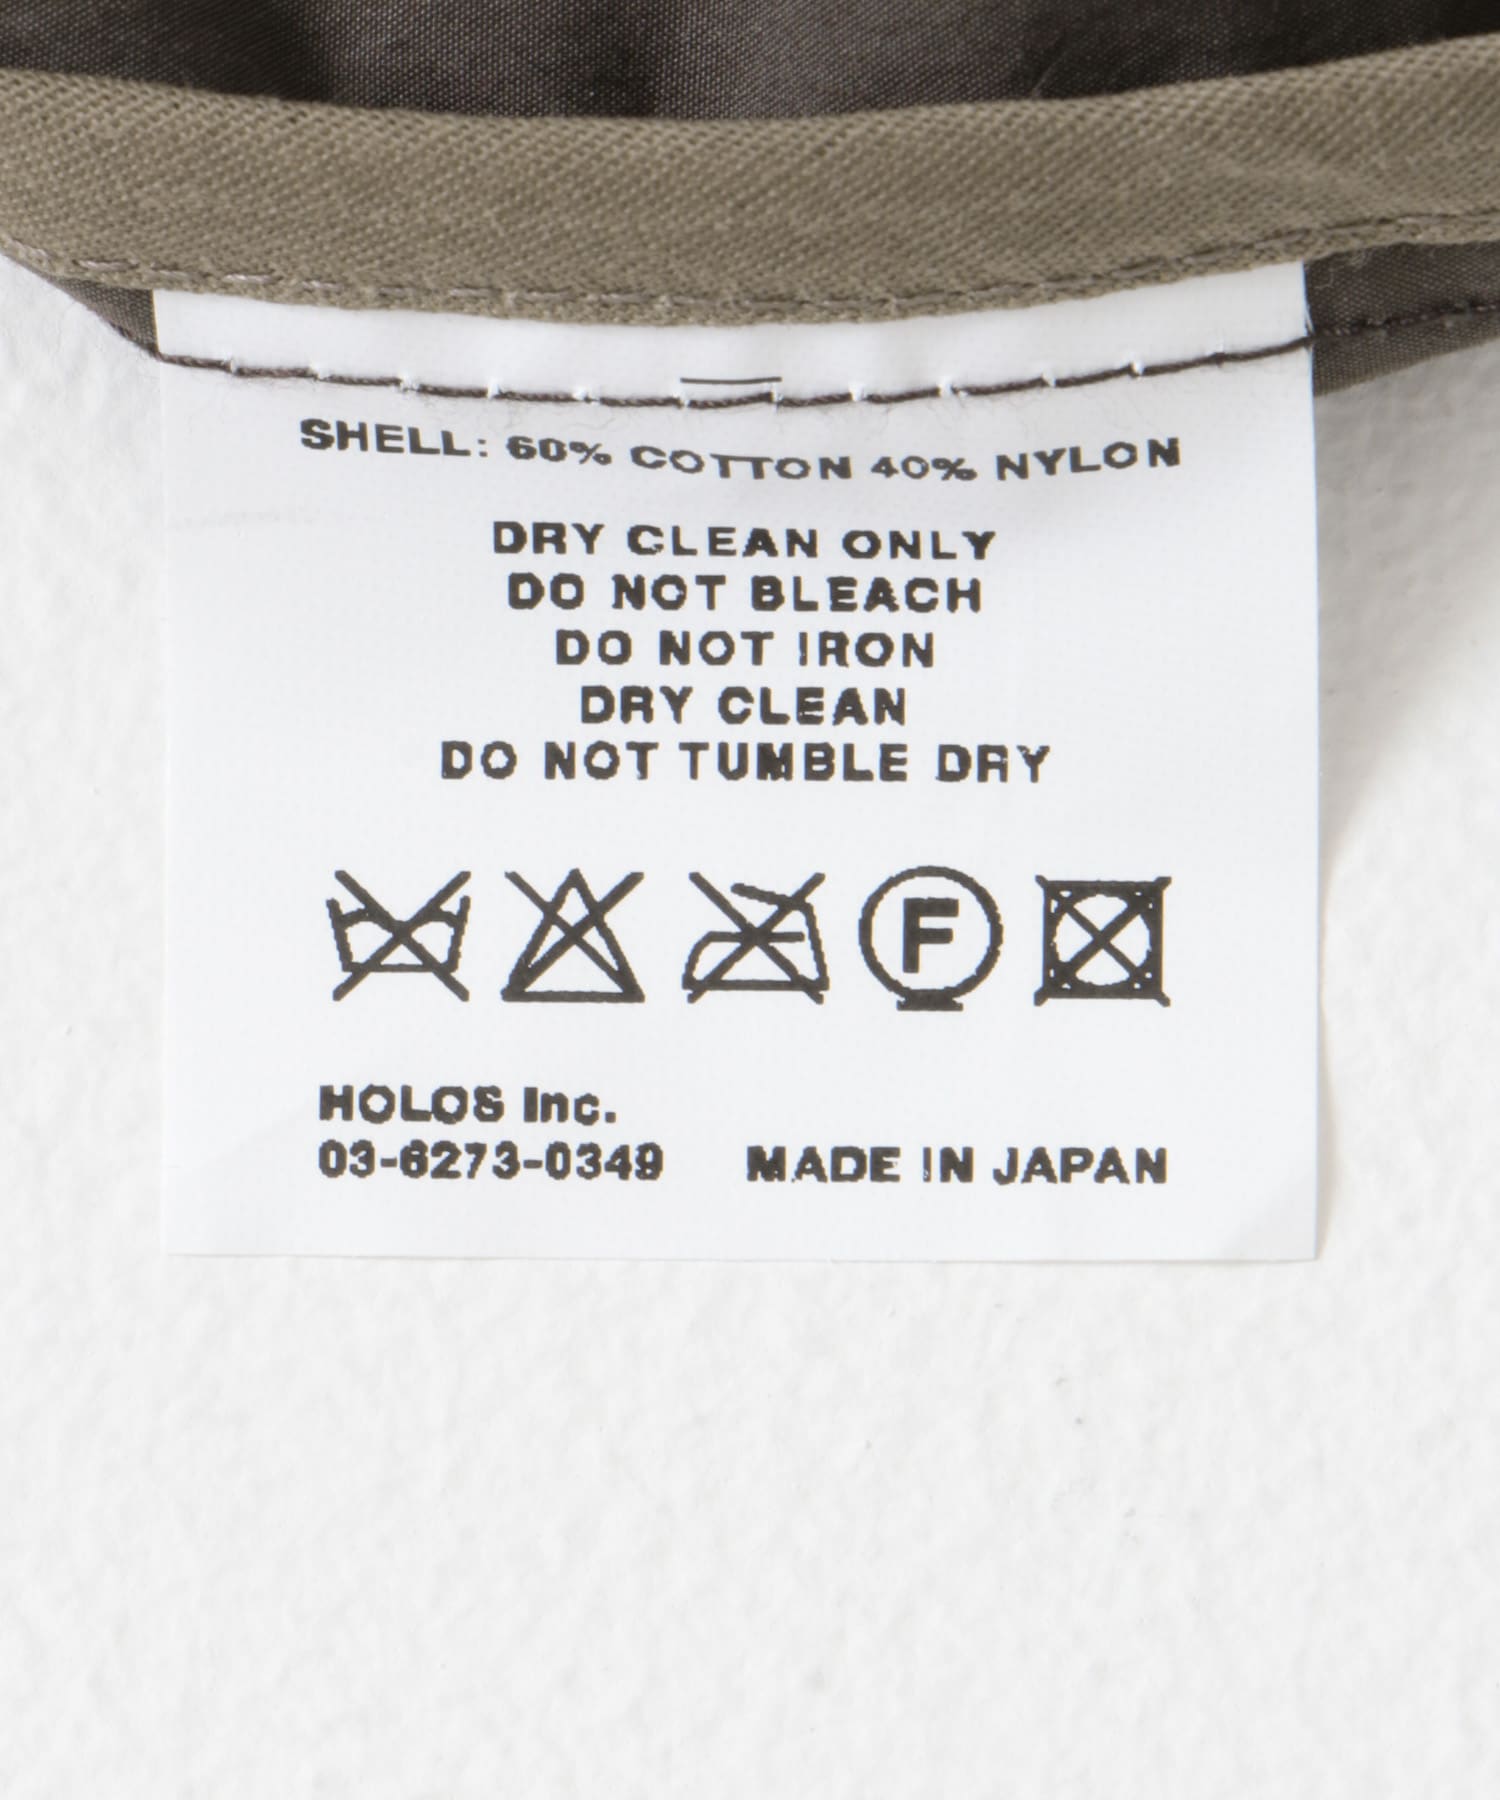 SHELL: 60% COTTON 40% NYLON
DRY CLEAN ONLY
DO NOT BLEACH
DO NOT IRON
DRY CLEAN
DO NOT TUMBLE DRY
F
HOLOS Inc.
03-6273-0349 MADE IN JAPAN